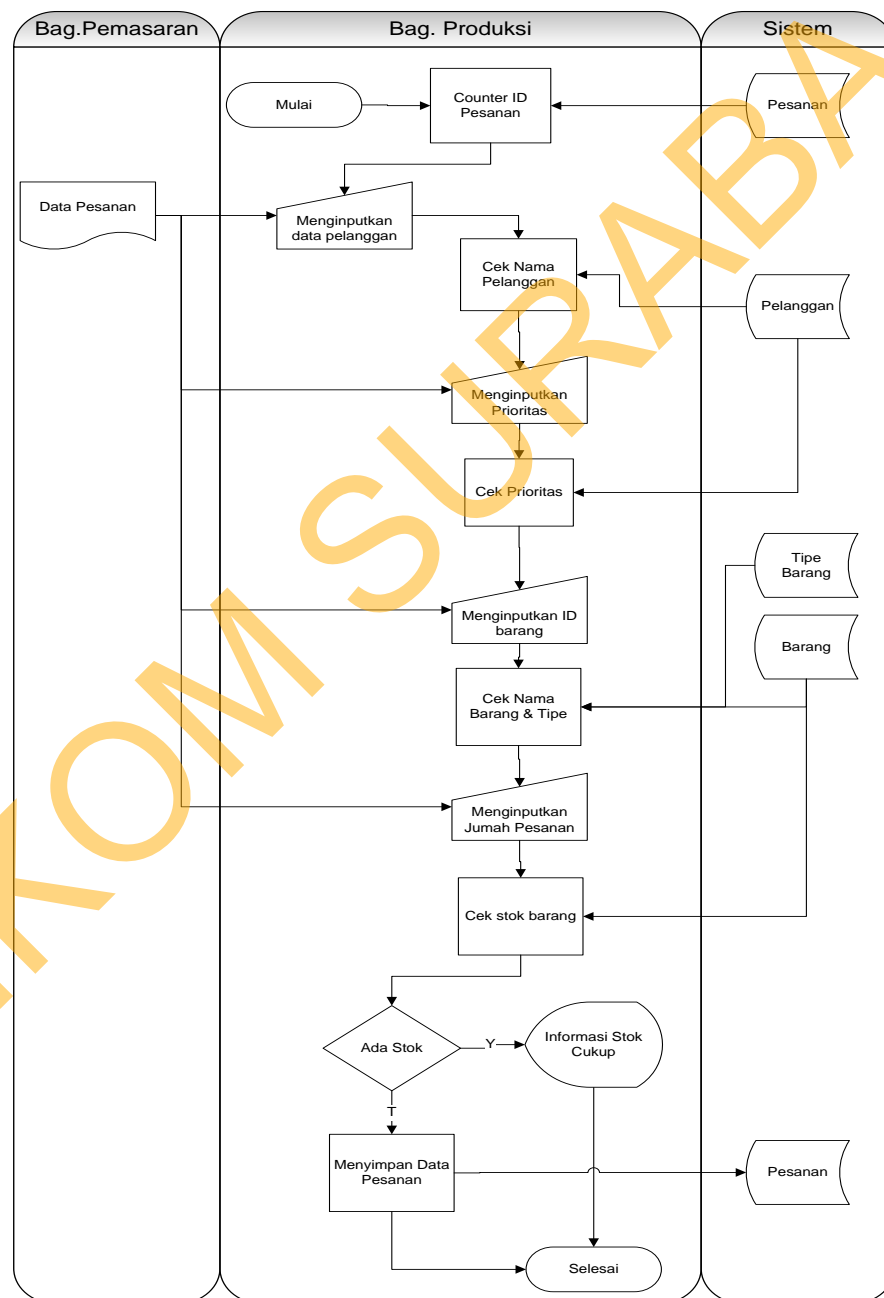 Bag.Pemasaran
Bag. Produksi
Sistem
Mulai
Counter ID
Pesanan
Pesanan
Data Pesanan
Menginputkan
data pelanggan
Cek Nama
Pelanggan
Pelanggan
Menginputkan
Prioritas
Cek Prioritas
Tipe
Barang
Menginputkan ID
barang
Barang
Cek Nama
Barang & Tipe
Menginputkan
Jumah Pesanan
Cek stok barang
Ada Stok
Y
Informasi Stok
Cukup
T
Menyimpan Data
Pesanan
Pesanan
Selesai
KOM SURABA